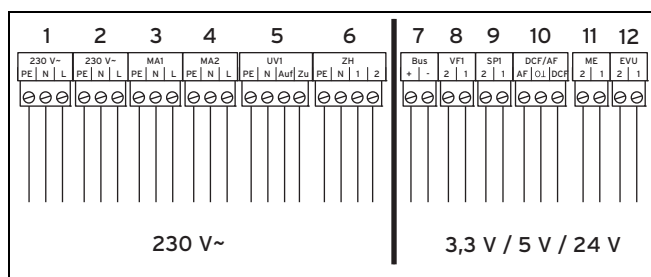 1 2 3 4 5 6 7 8 9 10 11 12
230 V~ 230 V~ MA1 MA2 UV1 ZH Bus VF1 SP1 DCF/AF ME EVU
PE N L PE N L PE N L PE N L PE N Auf Zu PE N 1 2 + - 2 1 2 1 AF O⊥ DCF 2 1 2 1
230 V~ 3,3 V / 5 V / 24 V